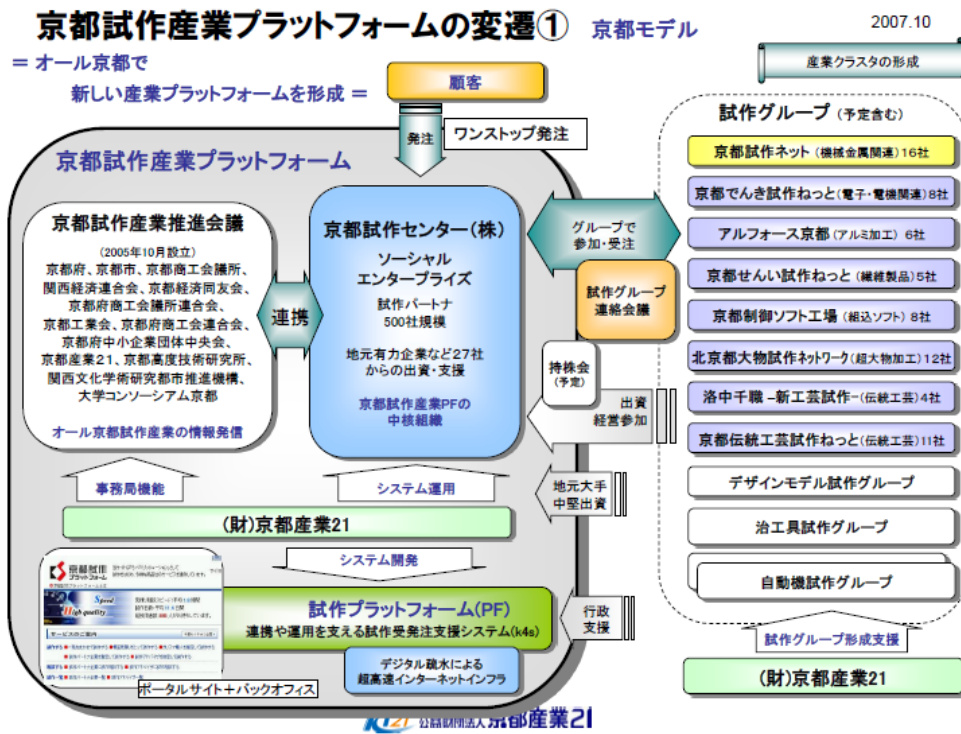 京都試作産業プラットフォームの変遷① 京都モデル
2007.10
= オール京都で
新しい産業プラットフォームを形成 =
顧客
産業クラスタの形成
発注
ワンストップ発注
京都試作産業プラットフォーム
京都試作産業推進会議
(2005年10月設立)
京都府、京都市、京都商工会議所、
関西経済連合会、京都経済同友会、
京都府商工会議所連合会、
京都工業会、京都府商工会連合会、
京都府中小企業団体中央会、
京都産業21、京都高度技術研究所、
関西文化学術研究都市推進機構、
大学コンソーシアム京都
オール京都試作産業の情報発信
連携
京都試作センター(株)
ソーシャル
エンタープライズ
試作パートナ
500社規模
地元有力企業など27社
からの出資・支援
京都試作産業PFの
中核組織
グループで
参加・受注
試作グループ
連絡会議
持株会
(予定)
出資
経営参加
地元大手
中堅出資
行政
支援
事務局機能
システム運用
(財)京都産業21
システム開発
京都試作
プラットフォーム
Speed
High quality
サービスのご案内
試作プラットフォーム(PF)
連携や運用を支える試作受発注支援システム(k4s)
デジタル疏水による
超高速インターネットインフラ
ポータルサイト+バックオフィス
試作グループ (予定含む)
京都試作ネット(機械金属関連)16社
京都でんき試作ねっと(電子・電機関連)8社
アルフォース京都(アルミ加工) 6社
京都せんい試作ねっと(繊維製品)5社
京都制御ソフト工場(組込ソフト) 8社
北京都大物試作ネットワーク(超大物加工)12社
洛中千職 –新工芸試作-(伝統工芸)4社
京都伝統工芸試作ねっと(伝統工芸)11社
デザインモデル試作グループ
治工具試作グループ
自動機試作グループ
試作グループ形成支援
(財)京都産業21
KI21 公益財団法人 京都産業21